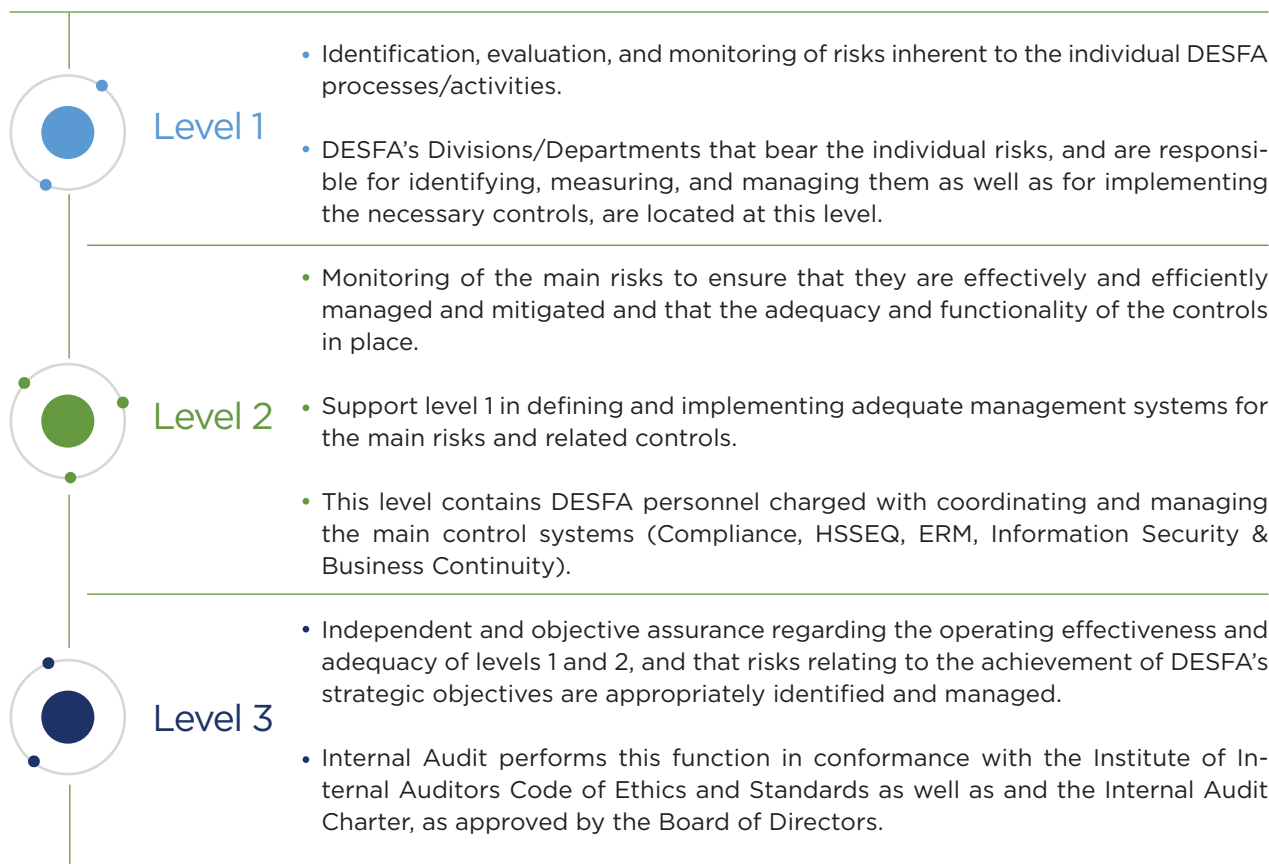 Level 1
• Identification, evaluation, and monitoring of risks inherent to the individual DESFA
processes/activities.
• DESFA’s Divisions/Departments that bear the individual risks, and are responsi-
ble for identifying, measuring, and managing them as well as for implementing
the necessary controls, are located at this level.
Level 2
• Monitoring of the main risks to ensure that they are effectively and efficiently
managed and mitigated and that the adequacy and functionality of the controls
in place.
• Support level 1 in defining and implementing adequate management systems for
the main risks and related controls.
• This level contains DESFA personnel charged with coordinating and managing
the main control systems (Compliance, HSSEQ, ERM, Information Security &
Business Continuity).
Level 3
• Independent and objective assurance regarding the operating effectiveness and
adequacy of levels 1 and 2, and that risks relating to the achievement of DESFA’s
strategic objectives are appropriately identified and managed.
• Internal Audit performs this function in conformance with the Institute of In-
ternal Auditors Code of Ethics and Standards as well as and the Internal Audit
Charter, as approved by the Board of Directors.